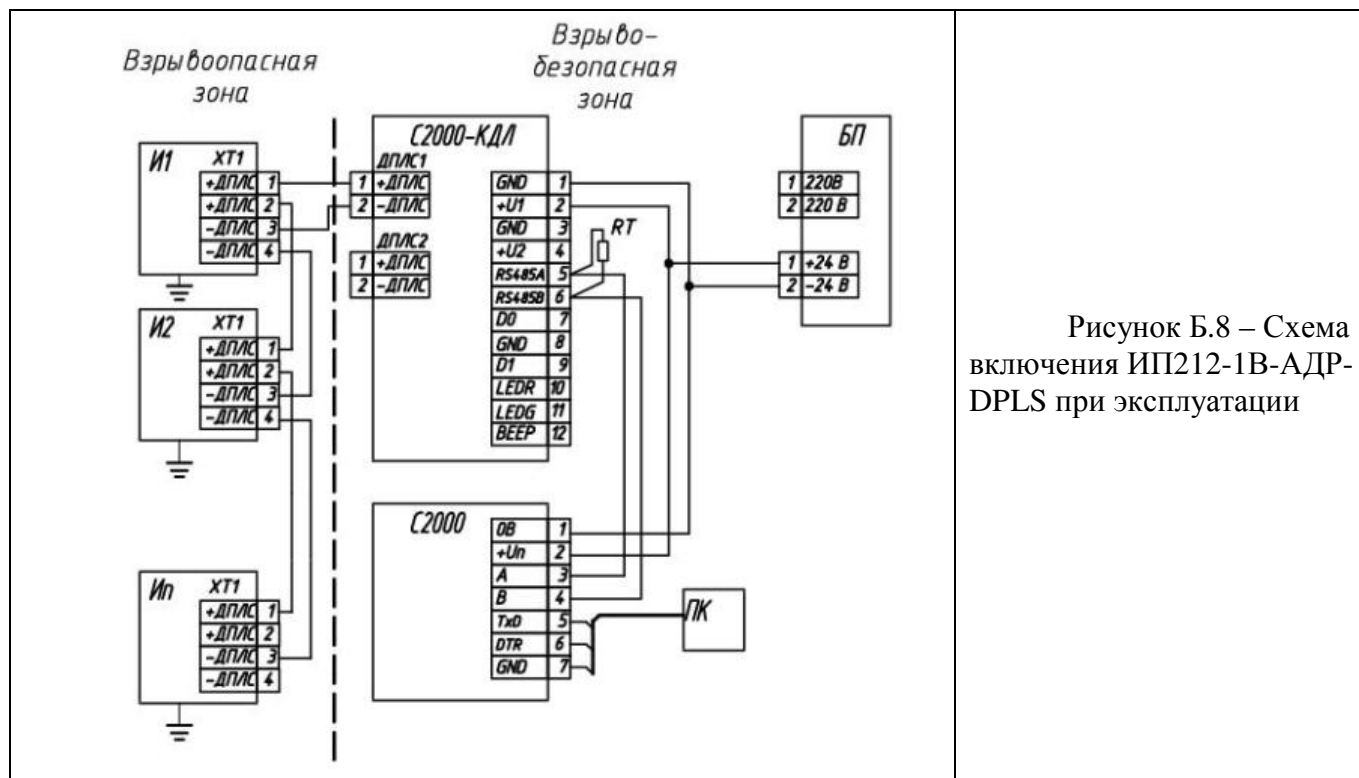 Взрывоопасная
зона
Взрыво-
безопасная
зона
И1
XT1
+ДПЛС 1
+ДПЛС 2
-ДПЛС 3
-ДПЛС 4
И2
XT1
+ДПЛС 1
+ДПЛС 2
-ДПЛС 3
-ДПЛС 4
Ип
XT1
+ДПЛС 1
+ДПЛС 2
-ДПЛС 3
-ДПЛС 4
С2000-КДЛ
ДПЛС1
1 +ДПЛС
2 -ДПЛС
ДПЛС2
1 +ДПЛС
2 -ДПЛС
GND 1
+U1 2
GND 3
+U2 4
RS485A 5
RS485B 6
D0 7
GND 8
D1 9
LEDR 10
LEDG 11
BEEP 12
RT
С2000
0В 1
+Uп 2
A 3
B 4
TxD 5
DTR 6
GND 7
ПК
БП
1 220В
2 220 В
1 +24 В
2 -24 В
Рисунок Б.8 – Схема
включения ИП212-1В-АДР-
DPLS при эксплуатации